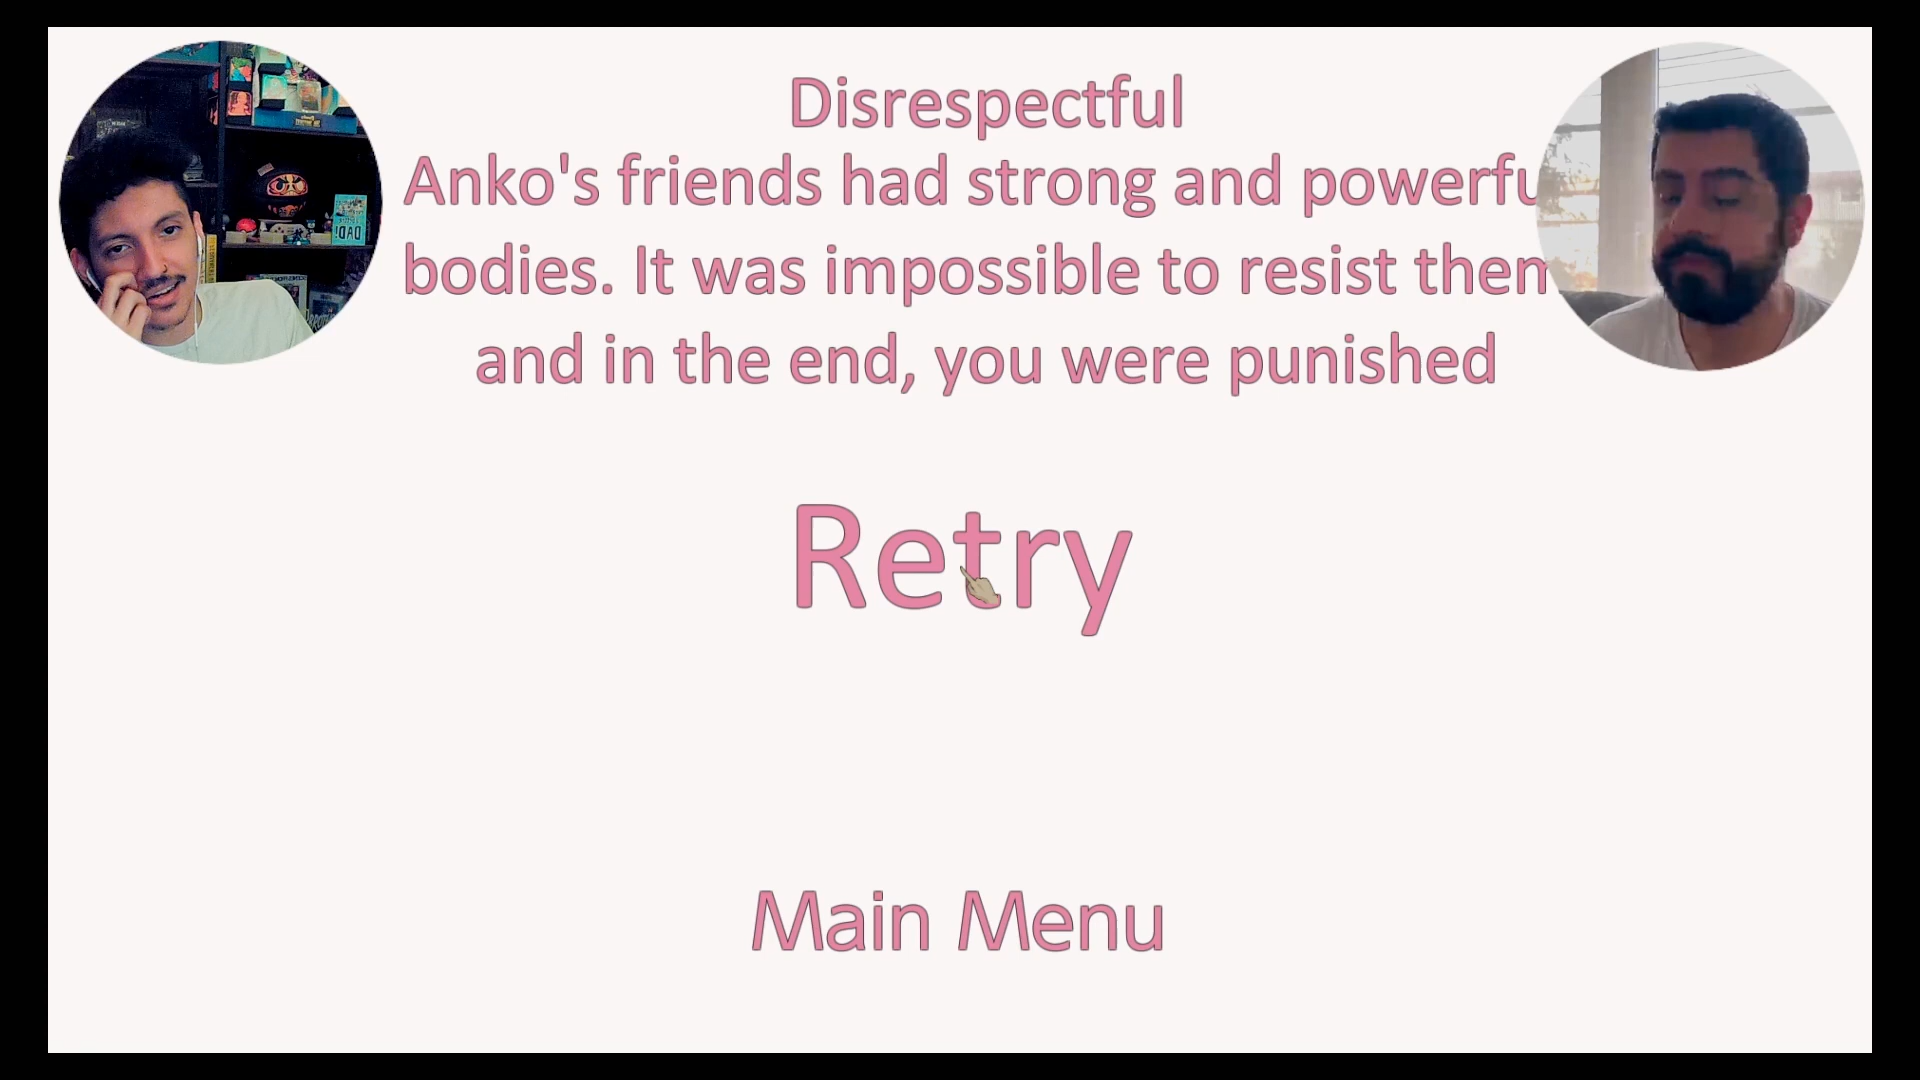 Disrespectful
Anko's friends had strong and powerfu
bodies. It was impossible to resist them
and in the end, you were punished
Retry
Main Menu